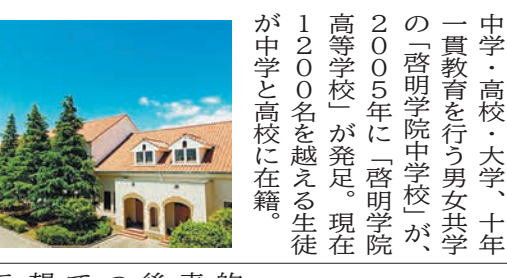 中学・高校・大学、十年
一貫教育を行う男女共学
の「啓明学院中学校」が、
２００５年に「啓明学院
高等学校」が発足。現在
１２００名を越える生徒
が中学と高校に在籍。